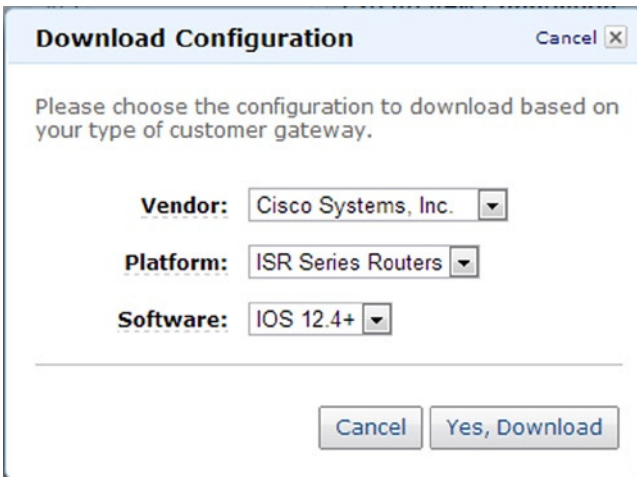 Download Configuration Cancel
Please choose the configuration to download based on
your type of customer gateway.
Vendor: Cisco Systems, Inc.
Platform: ISR Series Routers
Software: IOS 12.4+
Cancel Yes, Download